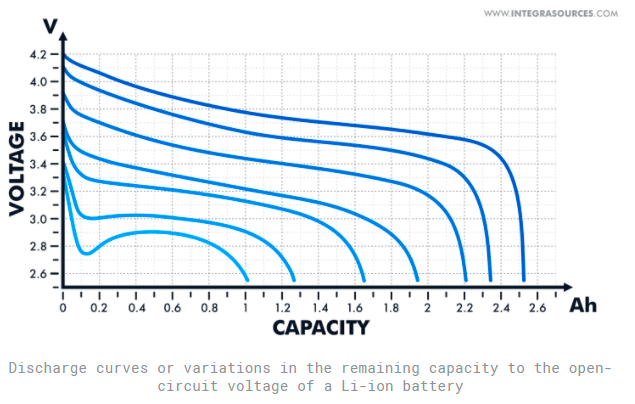 WWW.INTEGRASOURCES.COM
V
4.2
4.0
3.8
3.6
3.4
3.2
3.0
2.8
2.6
VOLTAGE
0 0.2 0.4 0.6 0.8 1 1.2 1.4 1.6 1.8 2 2.2 2.4 2.6
Ah
CAPACITY
Discharge curves or variations in the remaining capacity to the open-
circuit voltage of a Li-ion battery